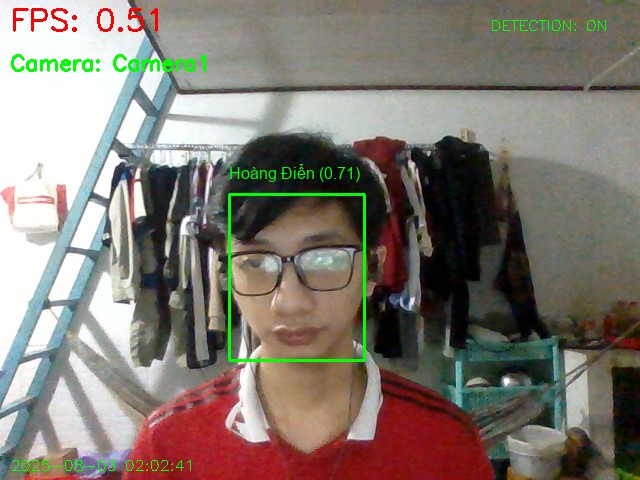 FPS: 0.51
DETECTION: ON
Camera: Camera1
Hoàng Điển (0.71)
2025-08-03 02:02:41